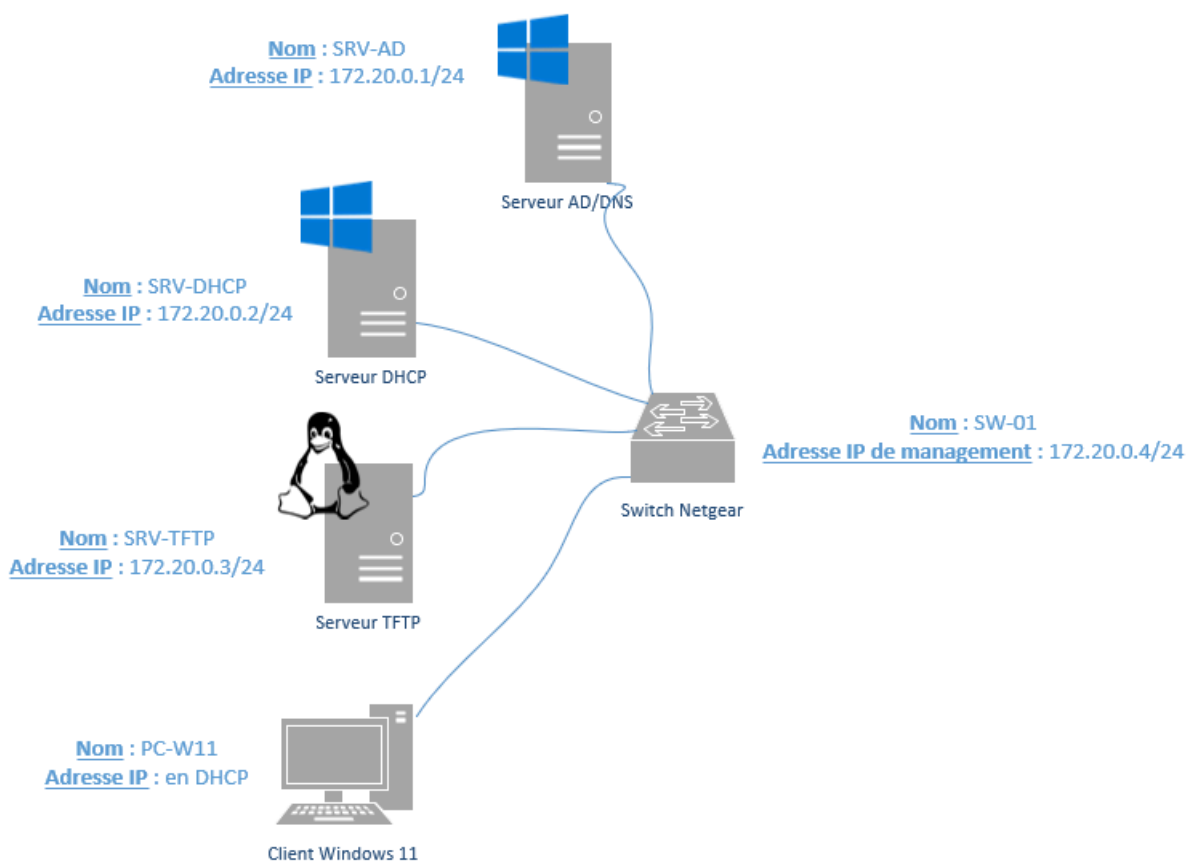 Nom : SRV-AD
Adresse IP : 172.20.0.1/24
Serveur AD/DNS
Nom : SRV-DHCP
Adresse IP : 172.20.0.2/24
Serveur DHCP
Nom : SW-01
Adresse IP de management : 172.20.0.4/24
Switch Netgear
Nom : SRV-TFTP
Adresse IP : 172.20.0.3/24
Serveur TFTP
Nom : PC-W11
Adresse IP : en DHCP
Client Windows 11